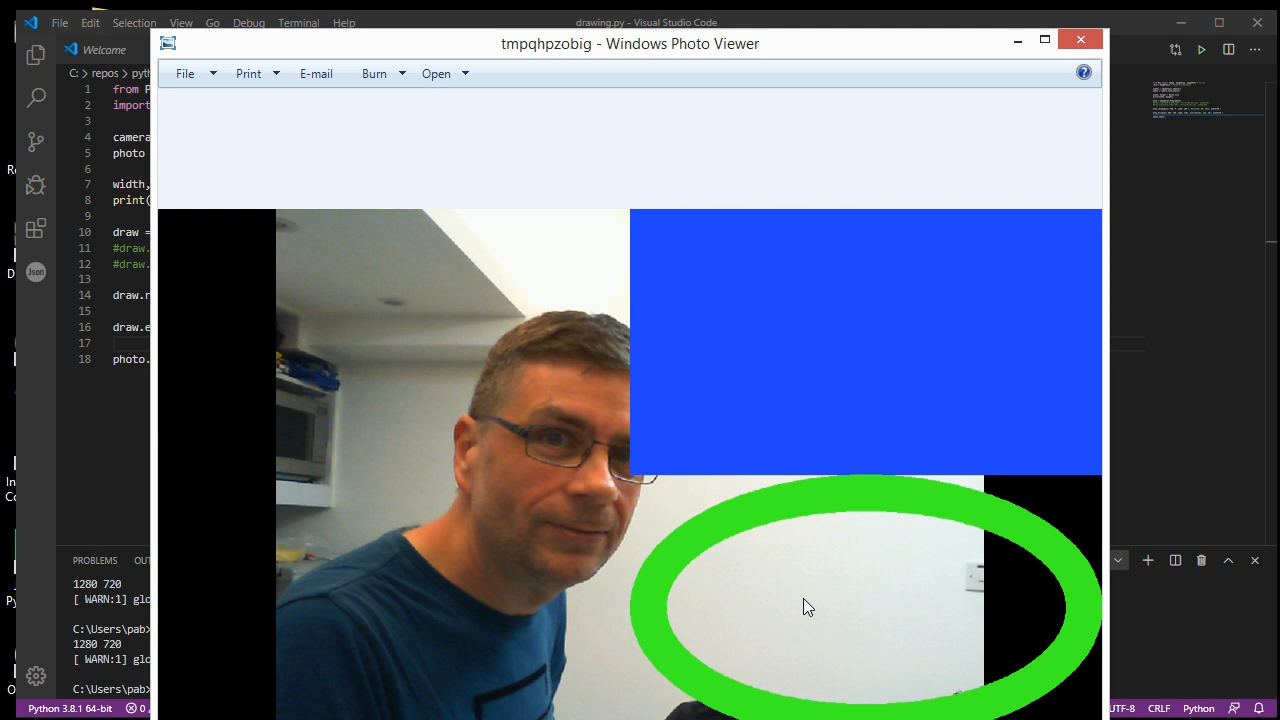 File Edit Selection View Go Debug Terminal Help
drawing.py - Visual Studio Code
Welcome
tmpqhpzobig - Windows Photo Viewer
File Print E-mail Burn Open
C: > repos > pyth
1 from P
2 import
3
4 camera
5 photo
6
7 width,
8 print(
9
10 draw =
11 #draw.
12 #draw.
13
14 draw.r
15
16 draw.e
17
18 photo.
Json
PROBLEMS OUT
1280 720
[ WARN:1] glo
C:\Users\pab>
1280 720
[ WARN:1] glo
C:\Users\pab>
Python 3.8.1 64-bit 0
UTF-8 CRLF Python